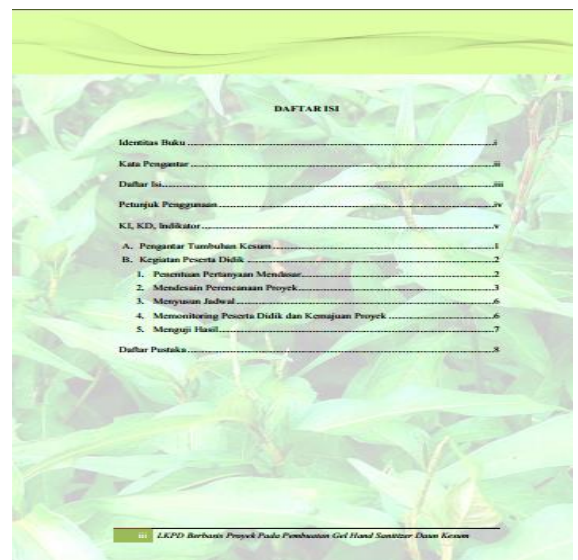 DAFTAR ISI
Identitas Buku ... i
Kata Pengantar ... ii
Daftar Isi ... iii
Petunjuk Penggunaan ... iv
KI, KD, Indikator ... v
A. Pengantar Tumbuhan Kesum ... 1
B. Kegiatan Peserta Didik ... 2
1. Penentuan Pertanyaan Mendasar ... 2
2. Mendesain Perencanaan Proyek ... 3
3. Menyusun Jadwal ... 6
4. Memonitoring Peserta Didik dan Kemajuan Proyek ... 6
5. Menguji Hasil ... 7
Daftar Pustaka ... 8
iii LKPD Berbasis Proyek Pada Pembuatan Gel Hand Sanitizer Daun Kesum